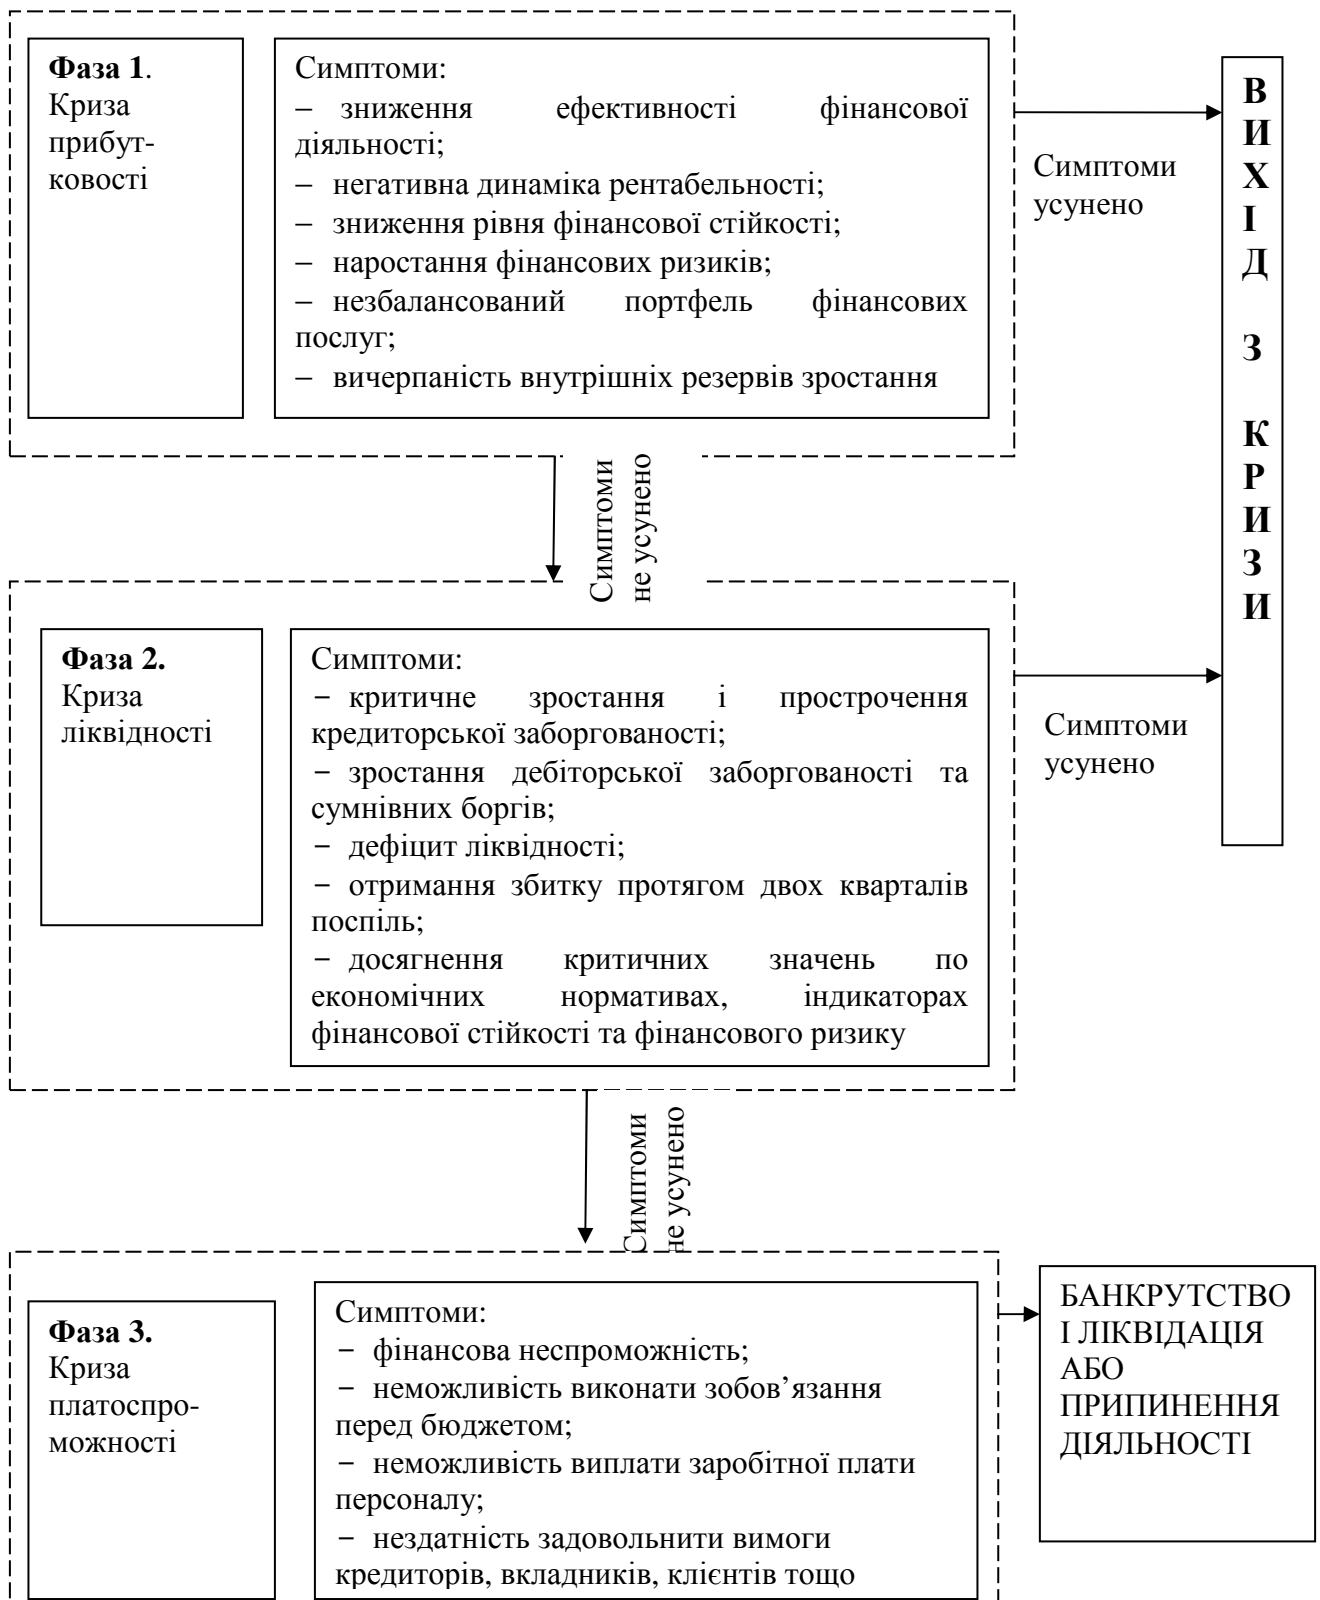 Фаза 1.
Криза
прибут-
ковості
Симптоми:
− зниження ефективності фінансової
діяльності;
− негативна динаміка рентабельності;
− зниження рівня фінансової стійкості;
− наростання фінансових ризиків;
− незбалансований портфель фінансових
послуг;
− вичерпаність внутрішніх резервів зростання
Симптоми
усунено
В
И
Х
І
Д
З
К
Р
И
З
И
Симптоми
не усунено
Фаза 2.
Криза
ліквідності
Симптоми:
− критичне зростання і прострочення
кредиторської заборгованості;
− зростання дебіторської заборгованості та
сумнівних боргів;
− дефіцит ліквідності;
− отримання збитку протягом двох кварталів
поспіль;
− досягнення критичних значень по
економічних нормативах, індикаторах
фінансової стійкості та фінансового ризику
Симптоми
усунено
Симптоми
не усунено
Фаза 3.
Криза
платоспро-
можності
Симптоми:
− фінансова неспроможність;
− неможливість виконати зобов’язання
перед бюджетом;
− неможливість виплати заробітної плати
персоналу;
− нездатність задовольнити вимоги
кредиторів, вкладників, клієнтів тощо
БАНКРУТСТВО
І ЛІКВІДАЦІЯ
АБО
ПРИПИНЕННЯ
ДІЯЛЬНОСТІ